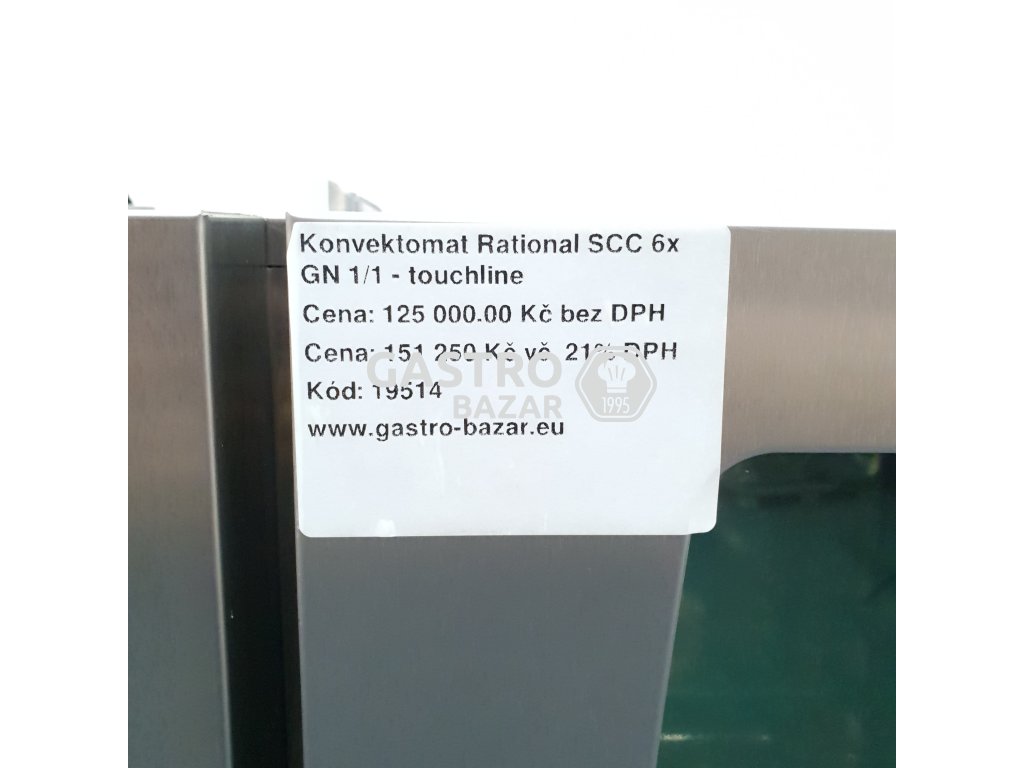 Konvektomat Rational SCC 6x
GN 1/1 - touchline
Cena: 125 000.00 Kč bez DPH
Cena: 151 250 Kč vč. 21% DPH
Kód: 19514
www.gastro-bazar.eu
GASTRO
BAZAR
1995